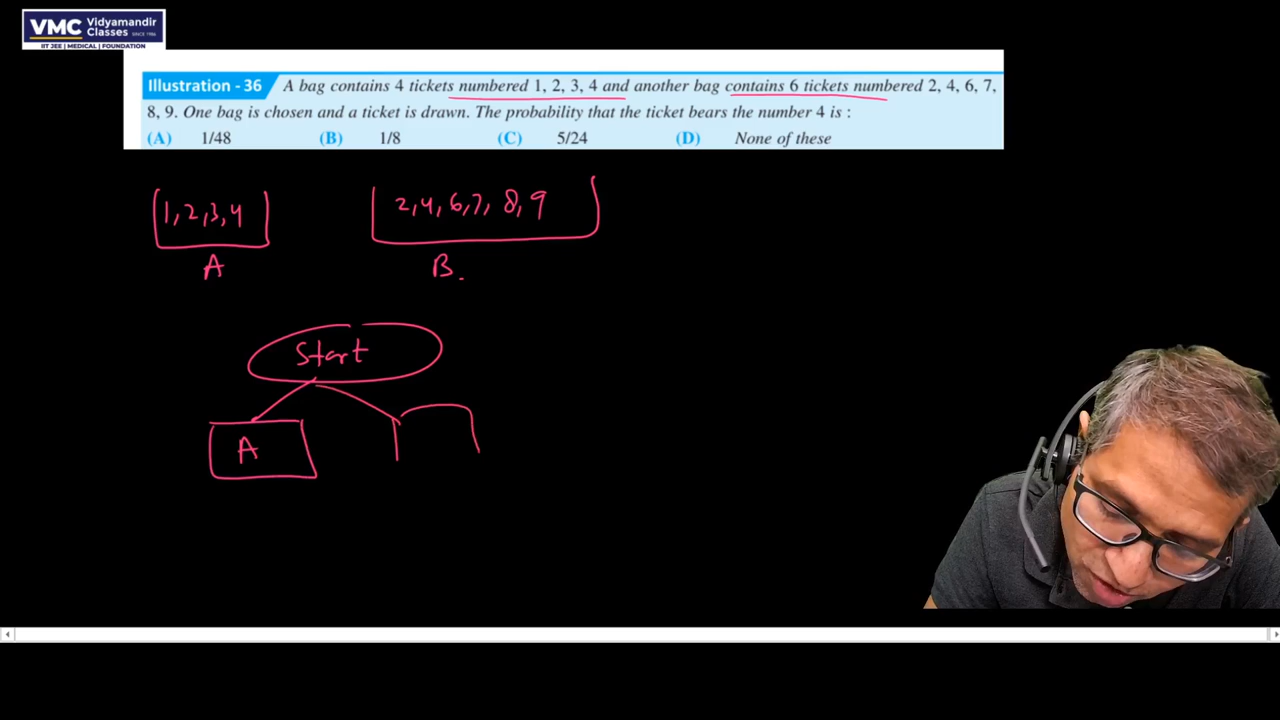 VMC Vidyamandir Classes SINCE 1986
IIT JEE | MEDICAL | FOUNDATION
Illustration - 36 A bag contains 4 tickets numbered 1, 2, 3, 4 and another bag contains 6 tickets numbered 2, 4, 6, 7,
8, 9. One bag is chosen and a ticket is drawn. The probability that the ticket bears the number 4 is :
(A) 1/48 (B) 1/8 (C) 5/24 (D) None of these
1, 2, 3, 4
2, 4, 6, 7, 8, 9
A
B.
Start
A